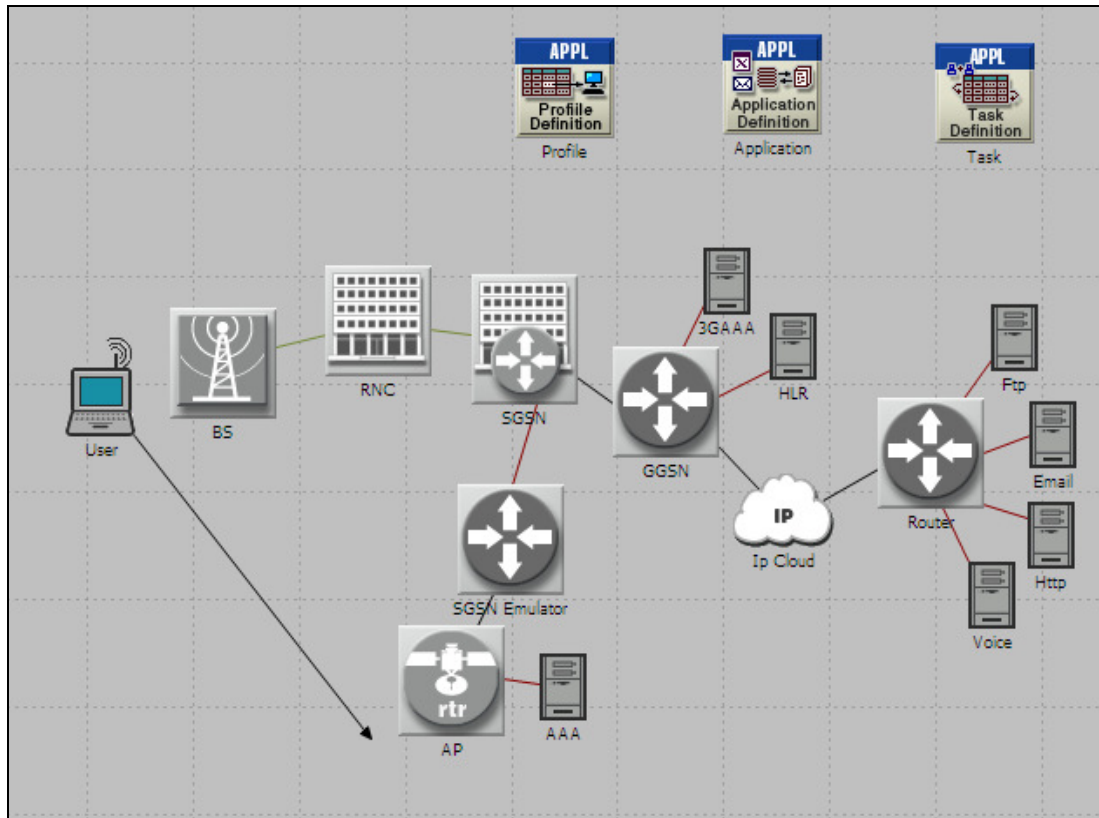 APPL
Profiile
Definition
Profile
APPL
Application
Definition
Application
APPL
Task
Definition
Task
3GAAA
HLR
Ftp
RNC
SGSN
BS
User
GGSN
Email
IP
Router
Ip Cloud
Http
SGSN Emulator
Voice
rtr
AP
AAA